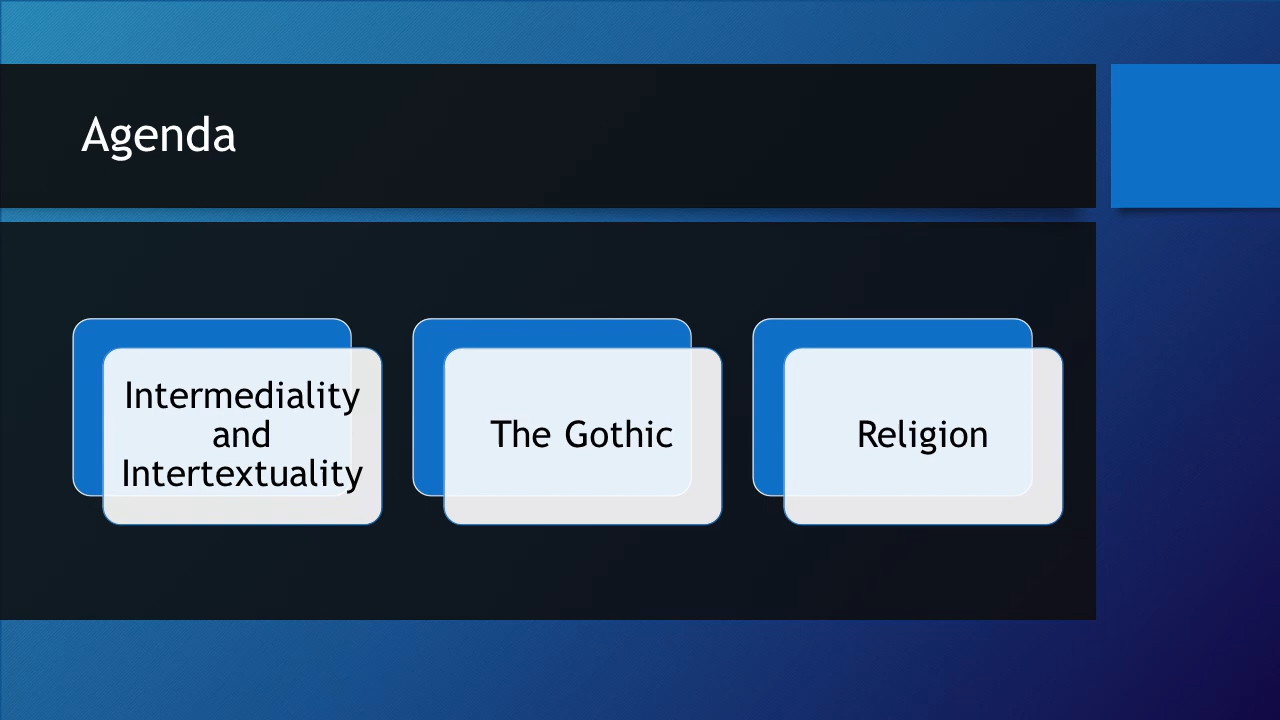 Agenda
Intermediality
and
Intertextuality
The Gothic
Religion